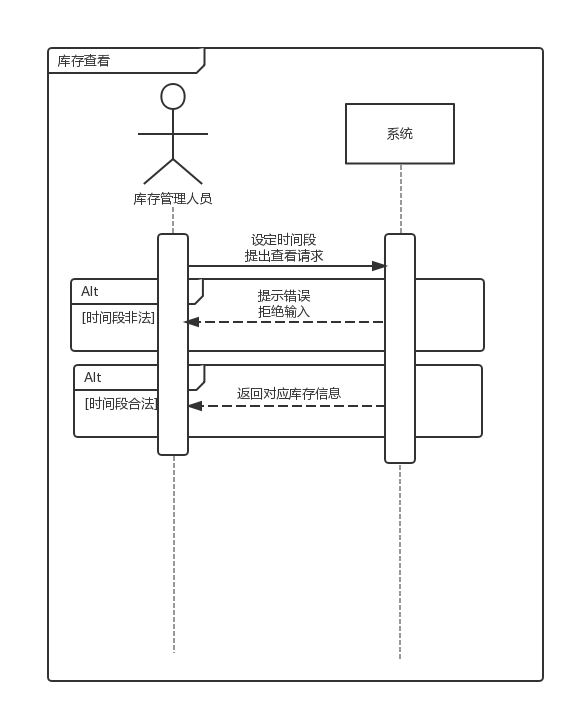 库存查看
系统
库存管理人员
设定时间段
提出查看请求
Alt
提示错误
[时间段非法]
拒绝输入
Alt
返回对应库存信息
[时间段合法]